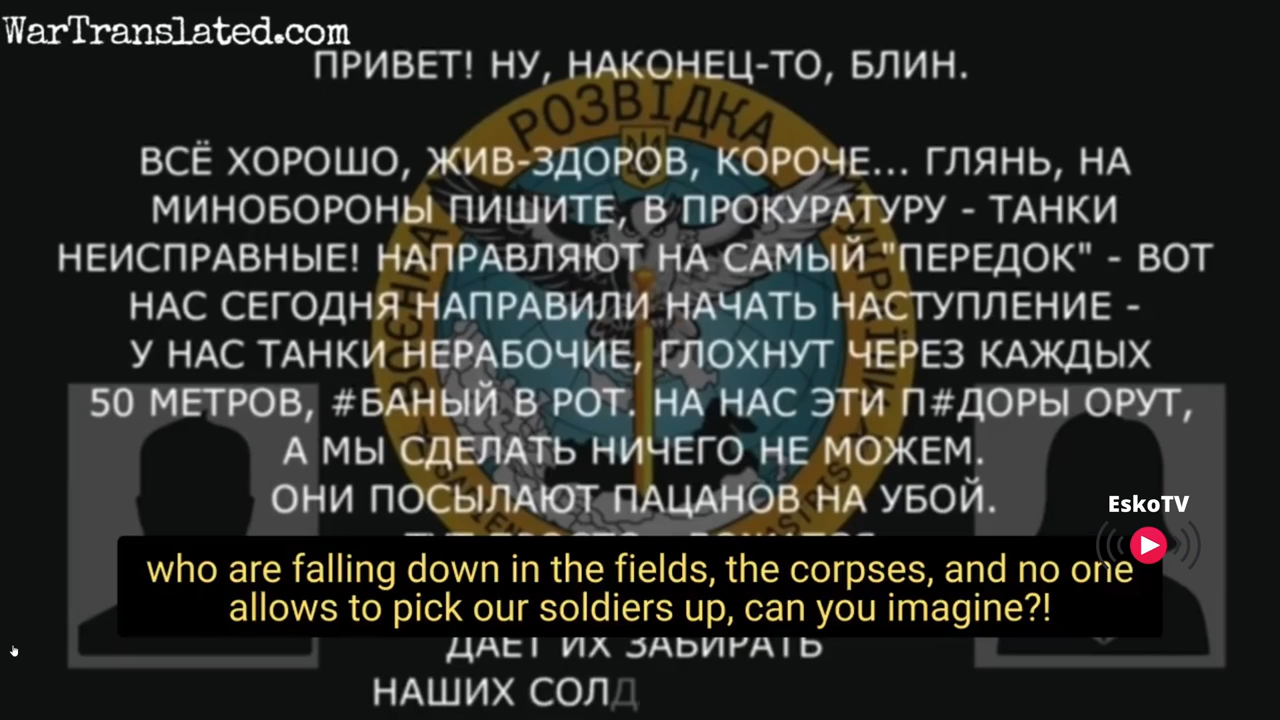 WarTranslated.com
ПРИВЕТ! НУ, НАКОНЕЦ-ТО, БЛИН.
РОЗВІДКА
ВСЁ ХОРОШО, ЖИВ-ЗДОРОВ, КОРОЧЕ... ГЛЯНЬ, НА
МИНОБОРОНЫ ПИШИТЕ, В ПРОКУРАТУРУ - ТАНКИ
НЕИСПРАВНЫЕ! НАПРАВЛЯЮТ НА САМЫЙ "ПЕРЕДОК" - ВОТ
НАС СЕГОДНЯ НАПРАВИЛИ НАЧАТЬ НАСТУПЛЕНИЕ -
У НАС ТАНКИ НЕРАБОЧИЕ, ГЛОХНУТ ЧЕРЕЗ КАЖДЫХ
50 МЕТРОВ, #БАНЫЙ В РОТ. НА НАС ЭТИ П#ДОРЫ ОРУТ,
А МЫ СДЕЛАТЬ НИЧЕГО НЕ МОЖЕМ.
ОНИ ПОСЫЛАЮТ ПАЦАНОВ НА УБОЙ.
ВОЄННА
EskoTV
who are falling down in the fields, the corpses, and no one
allows to pick our soldiers up, can you imagine?!
ДАЕТ ИХ ЗАБИРАТЬ
НАШИХ СОЛД